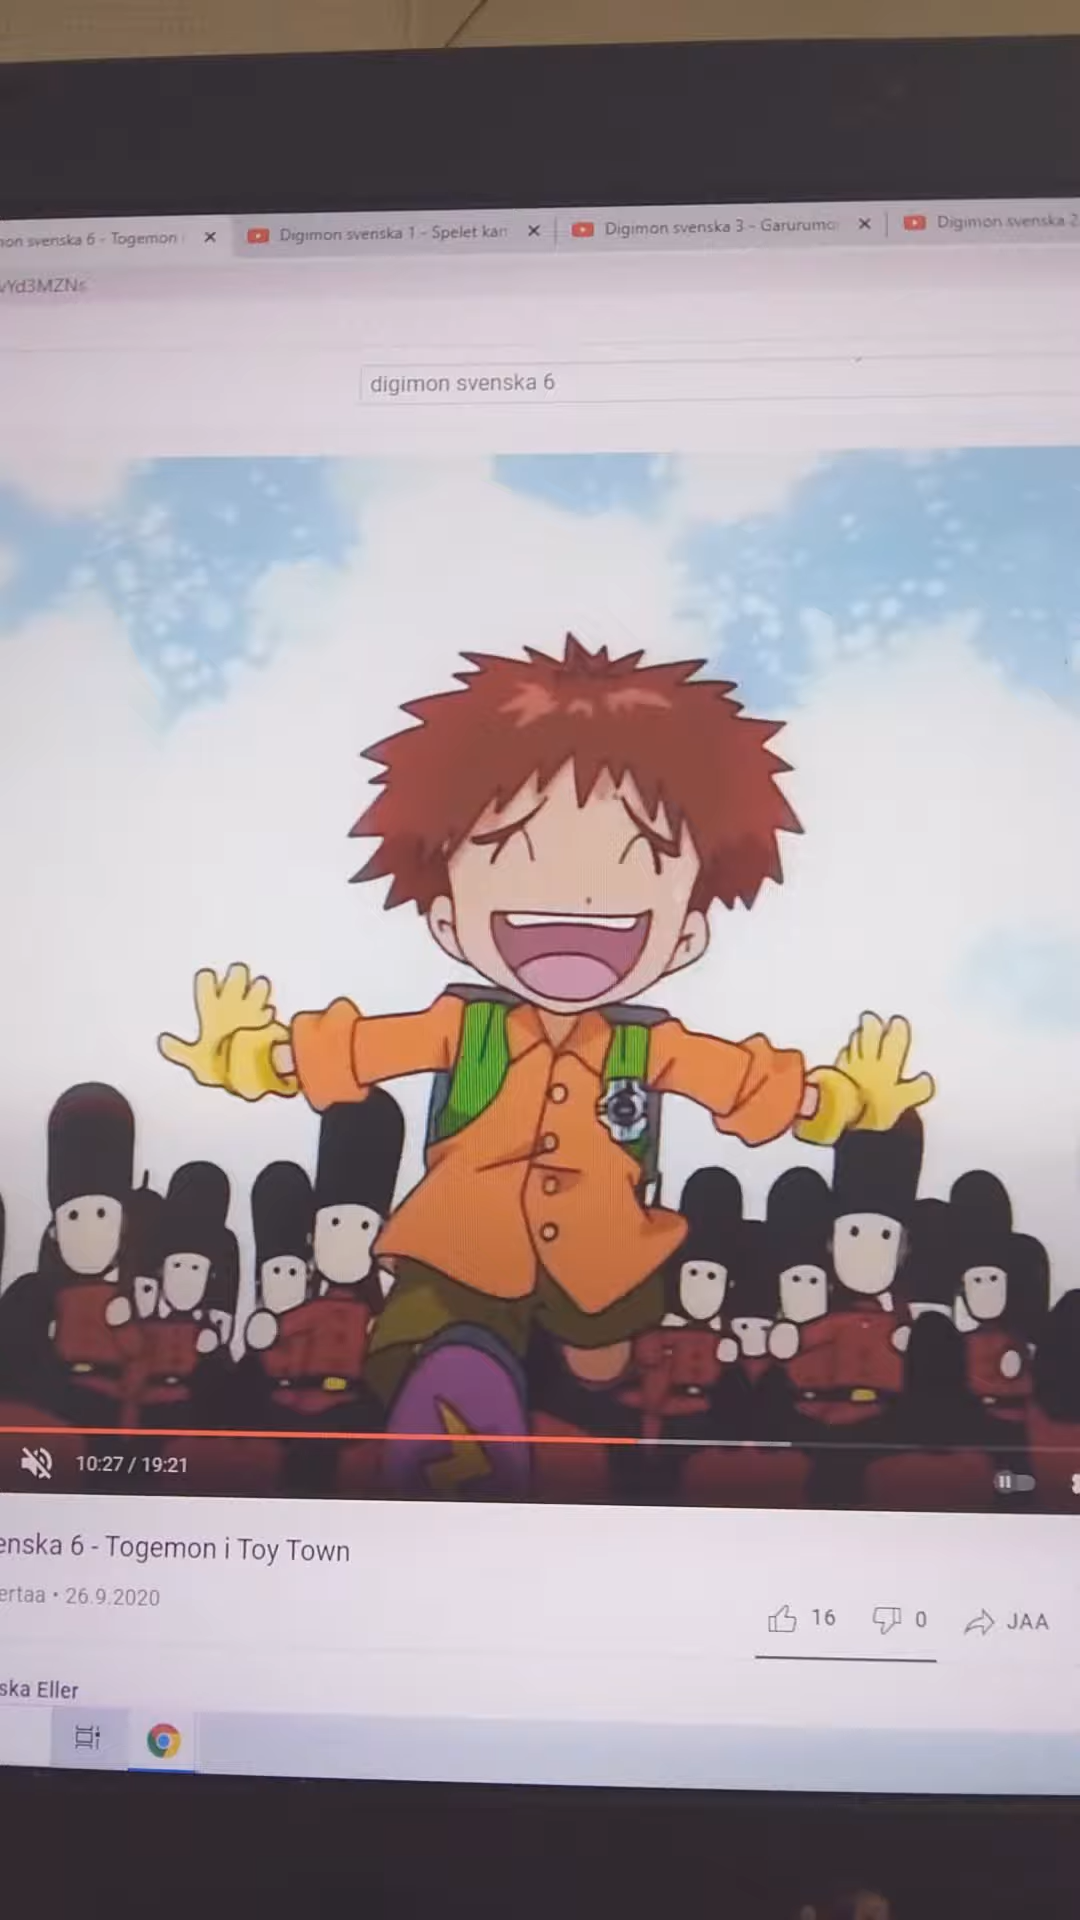 on svenska 6 - Togemon
Digimon svenska 1 - Spelet kan
Digimon svenska 3 - Garurumo
Digimon svenska 2
vYd3MZNs
digimon svenska 6
10:27 / 19:21
enska 6 - Togemon i Toy Town
ertaa • 26.9.2020
16
0
JAA
ska Eller